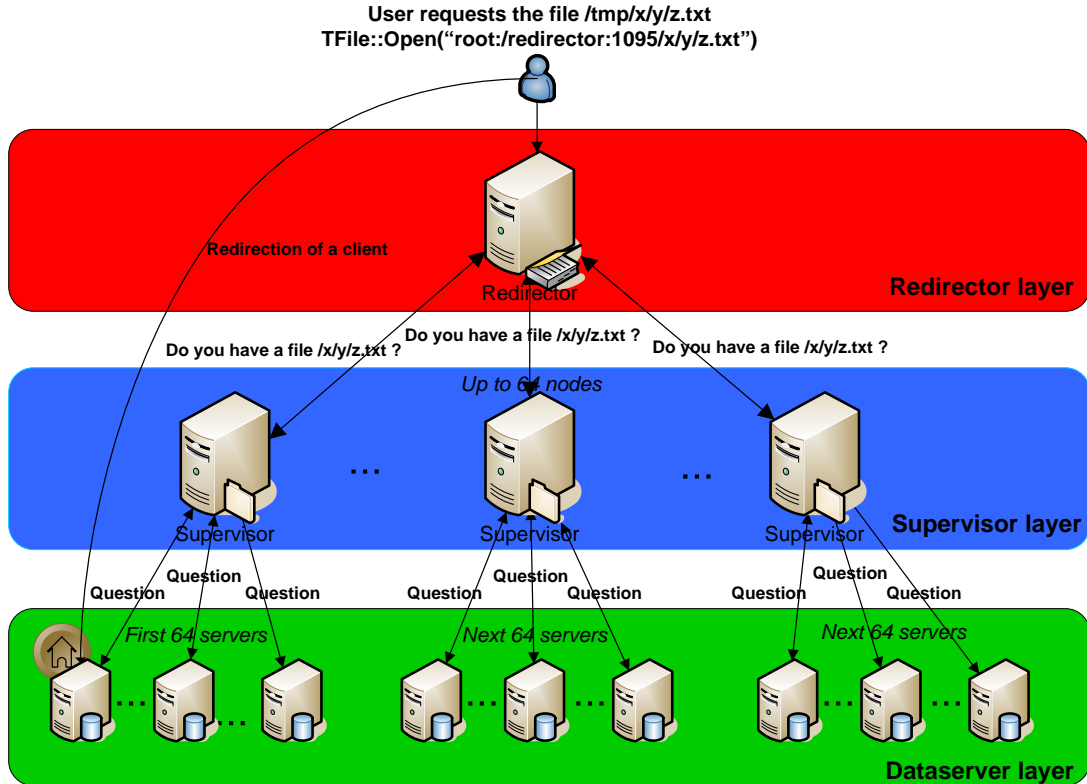 User requests the file /tmp/x/y/z.txt
TFile::Open(“root:/redirector:1095/x/y/z.txt”)
Redirection of a client
Redirector
Redirector layer
Do you have a file /x/y/z.txt ?
Do you have a file /x/y/z.txt ?
Do you have a file /x/y/z.txt ?
Up to 64 nodes
...
...
Supervisor
Supervisor
Supervisor
Supervisor layer
Question
Question
Question
Question
Question
Question
Question
Question
Question
First 64 servers
Next 64 servers
Next 64 servers
...
...
...
...
...
...
Dataserver layer